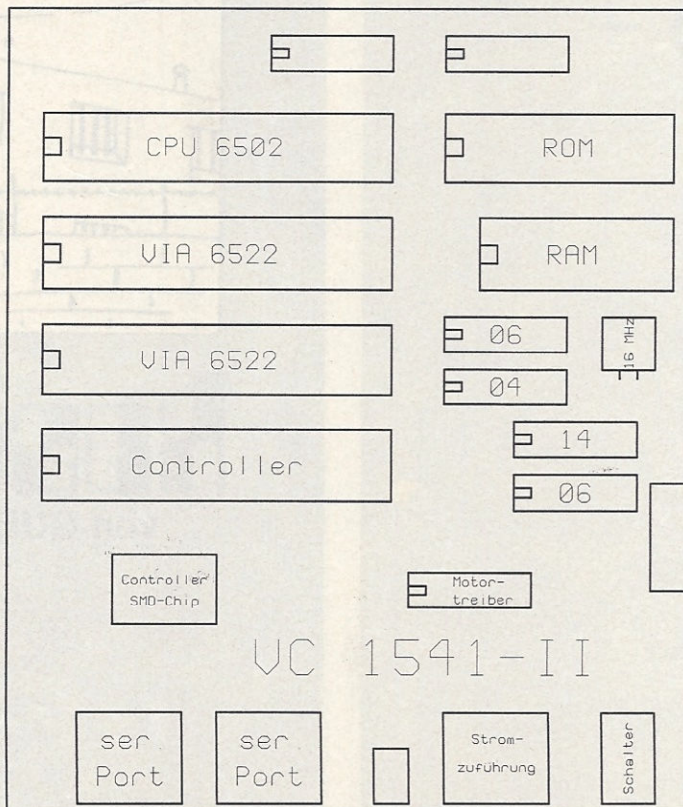 CPU 6502
ROM
VIA 6522
RAM
VIA 6522
06
16 MHz
04
Controller
14
06
Controller
SMD-Chip
Motor-
treiber
VC 1541-II
ser
Port
ser
Port
Strom-
zuführung
Schalter